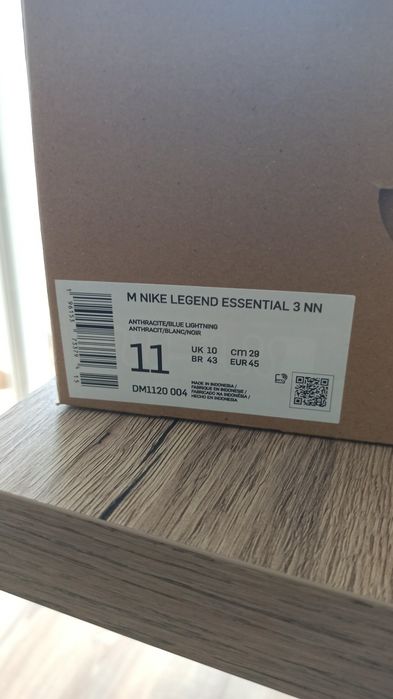 M NIKE LEGEND ESSENTIAL 3 NN
ANTHRACITE/BLUE LIGHTNING
ANTHRACIT/BLANC/NOIR
11
UK 10 CM 29
BR 43 EUR 45
DM1120 004
MADE IN INDONESIA /
FABRIQUE EN INDONÉSIE /
FABRICADO NA INDONÉSIA /
HECHO EN INDONESIA